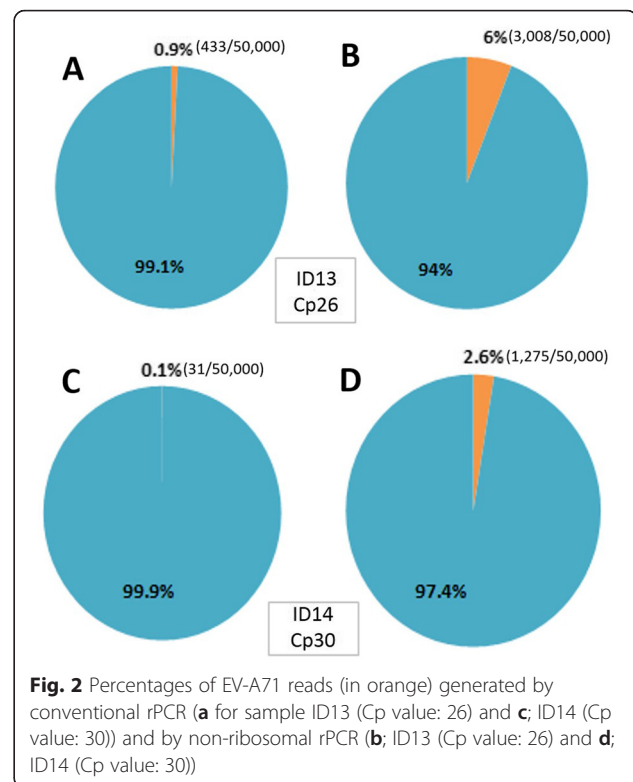 0.9% (433/50,000)
A
99.1%
6% (3,008/50,000)
B
94%
ID13
Cp26
0.1% (31/50,000)
C
99.9%
2.6% (1,275/50,000)
D
97.4%
ID14
Cp30
Fig. 2 Percentages of EV-A71 reads (in orange) generated by
conventional rPCR (a for sample ID13 (Cp value: 26) and c; ID14 (Cp
value: 30)) and by non-ribosomal rPCR (b; ID13 (Cp value: 26) and d;
ID14 (Cp value: 30))